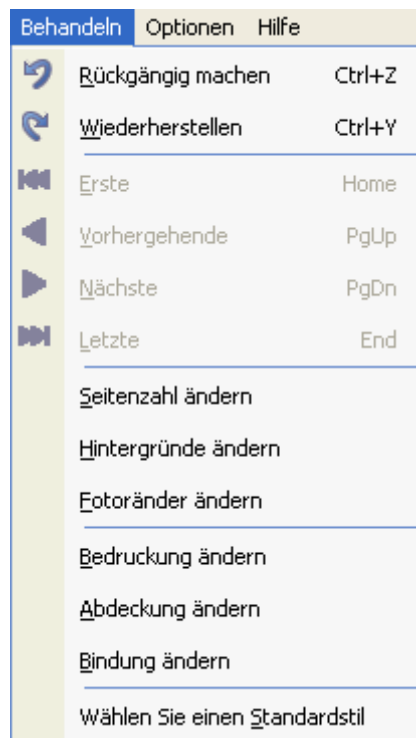 Behandeln Optionen Hilfe
Rückgängig machen Ctrl+Z
Wiederherstellen Ctrl+Y
Erste Home
Vorhergehende PgUp
Nächste PgDn
Letzte End
Seitenzahl ändern
Hintergründe ändern
Fotoränder ändern
Bedruckung ändern
Abdeckung ändern
Bindung ändern
Wählen Sie einen Standardstil